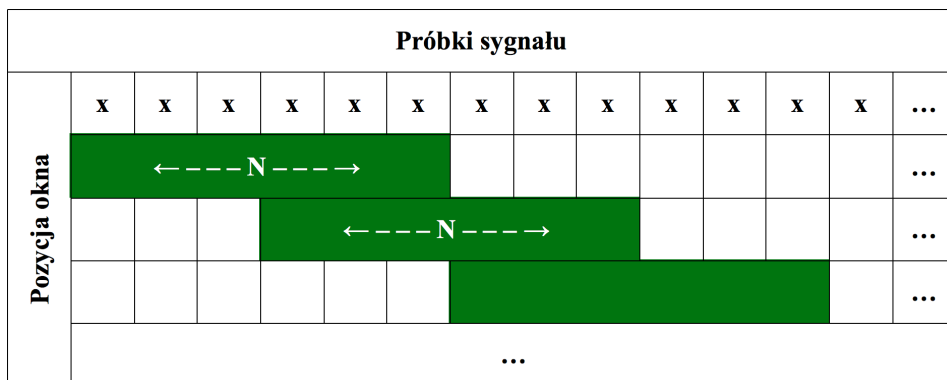 Próbki sygnału
Pozycja okna
x x x x x x x x x x x x x ...
← – – – N – – – → ...
← – – – N – – – → ...
...
...